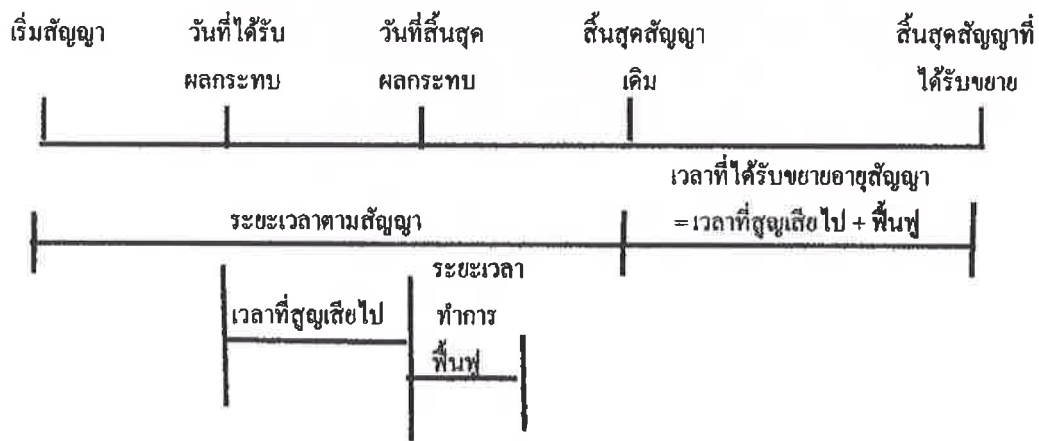 เริ่มสัญญา วันที่ได้รับ วันที่สิ้นสุด สิ้นสุดสัญญา สิ้นสุดสัญญาที่
ผลกระทบ ผลกระทบ เดิม ได้รับขยาย
เวลาที่ได้รับขยายอายุสัญญา
ระยะเวลาตามสัญญา =เวลาที่สูญเสียไป + ฟื้นฟู
ระยะเวลา
เวลาที่สูญเสียไป ทำการ
ฟื้นฟู